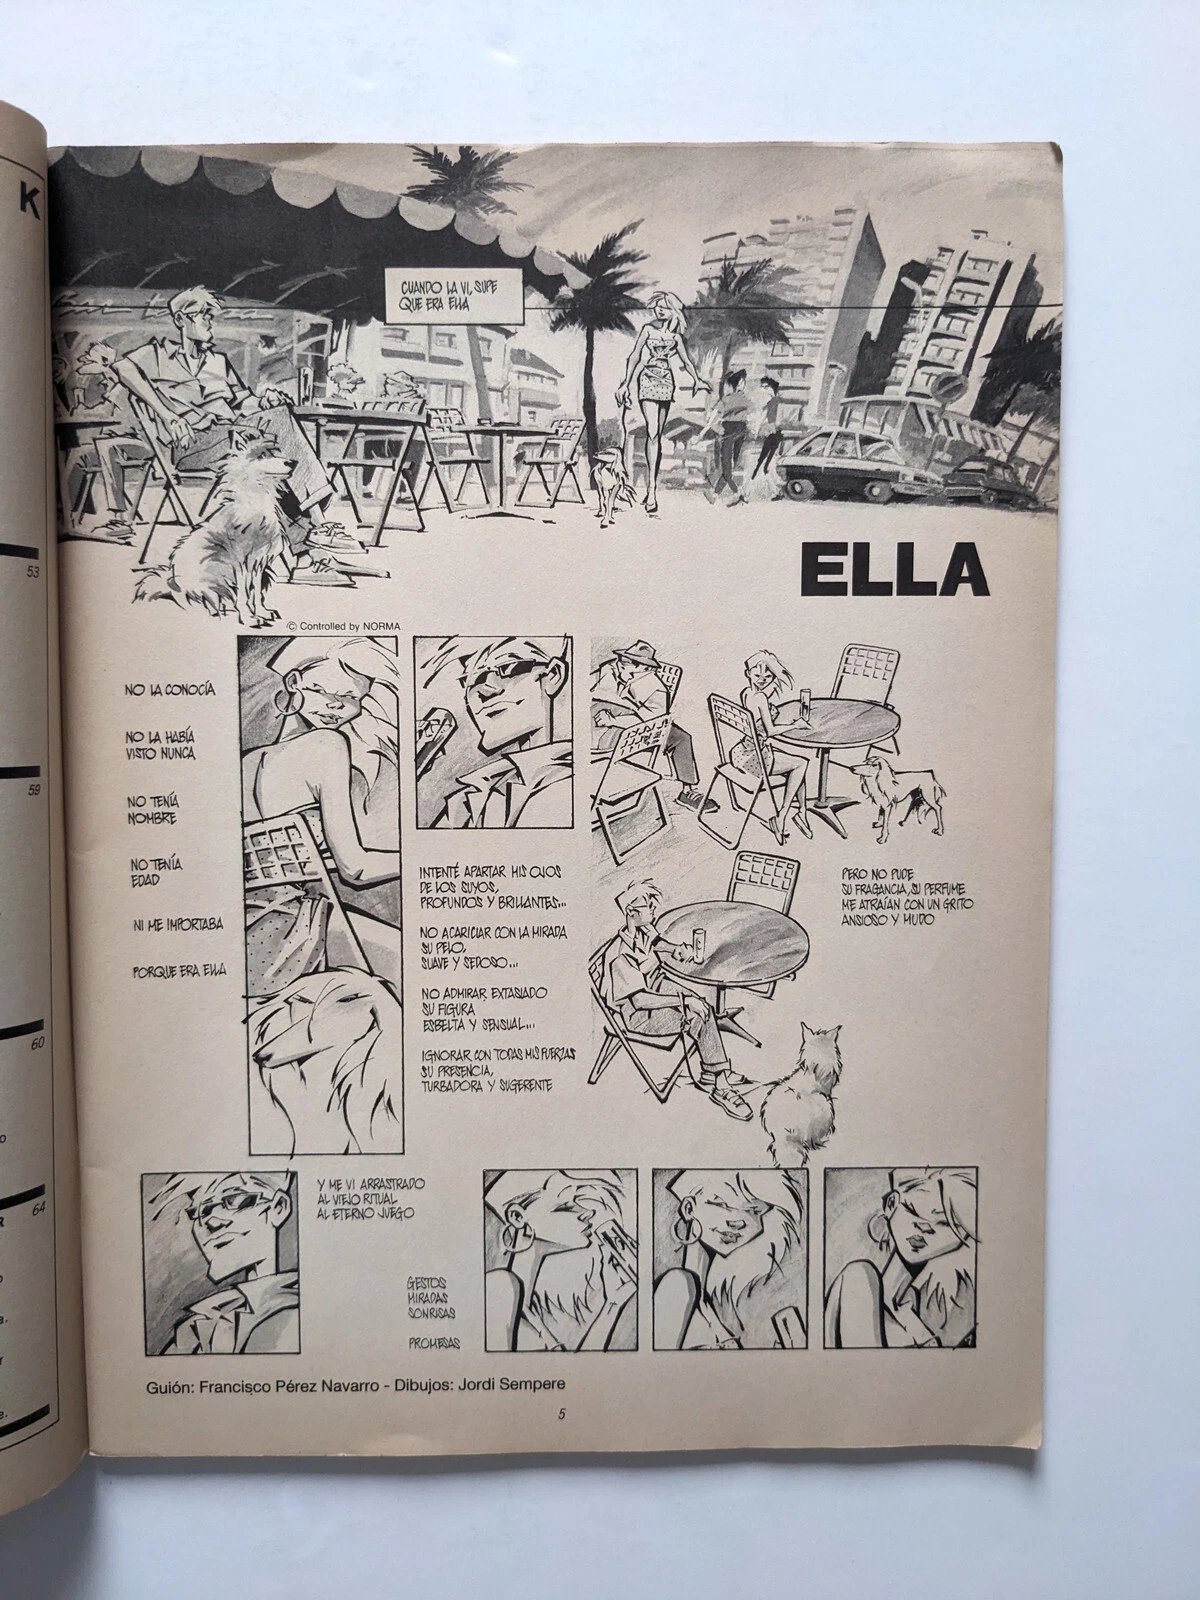 K
53
59
60
64
CUANDO LA VI, SUPE
QUE ERA ELLA
ELLA
© Controlled by NORMA
NO LA CONOCÍA
NO LA HABÍA
VISTO NUNCA
NO TENÍA
NOMBRE
NO TENÍA
EDAD
NI ME IMPORTABA
PORQUE ERA ELLA
INTENTÉ APARTAR MIS OJOS
DE LOS SUYOS,
PROFUNDOS Y BRILLANTES...
NO ACARICIAR CON LA MIRADA
SU PELO,
SUAVE Y SEDOSO...
NO ADMIRAR EXTASIADO
SU FIGURA
ESBELTA Y SENSUAL...
IGNORAR CON TODAS MIS FUERZAS
SU PRESENCIA,
TURBADORA Y SUGERENTE
PERO NO PUDE
SU FRAGANCIA, SU PERFUME
ME ATRAÍAN CON UN GRITO
ANSIOSO Y MUDO
Y ME VI ARRASTRADO
AL VIEJO RITUAL
AL ETERNO JUEGO
GESTOS
MIRADAS
SONRISAS
PROMESAS
Guión: Francisco Pérez Navarro - Dibujos: Jordi Sempere
5